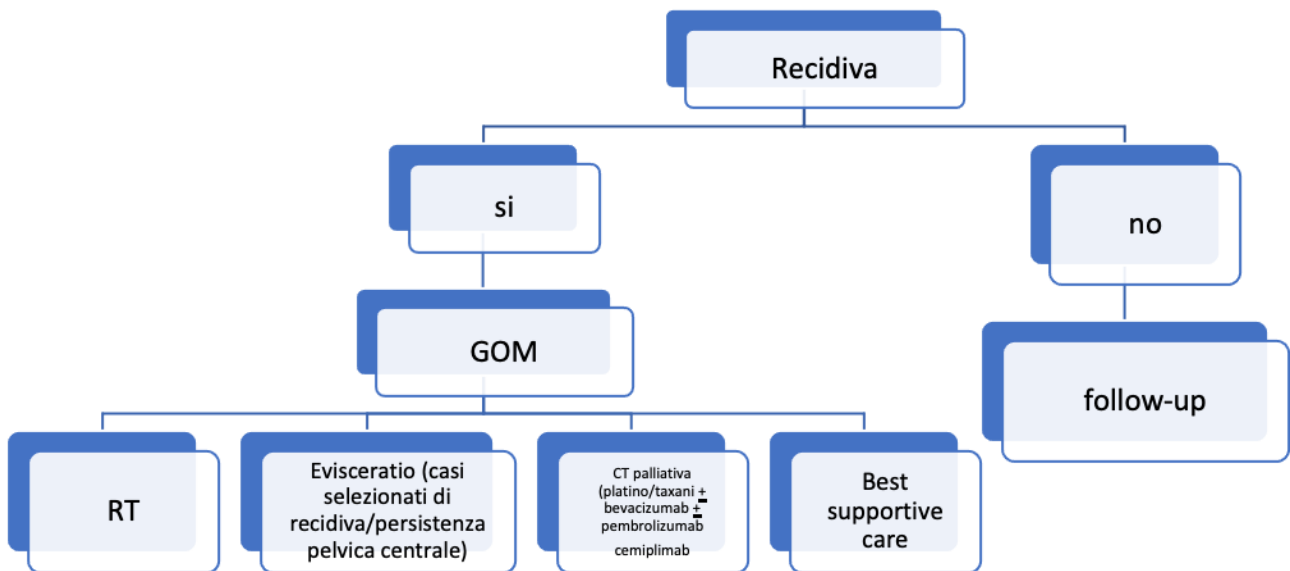 Recidiva
si
no
GOM
follow-up
RT
Evisceratio (casi
selezionati di
recidiva/persistenza
pelvica centrale)
CT palliativa
(platino/taxani +
bevacizumab +
pembrolizumab
cemiplimab
Best
supportive
care